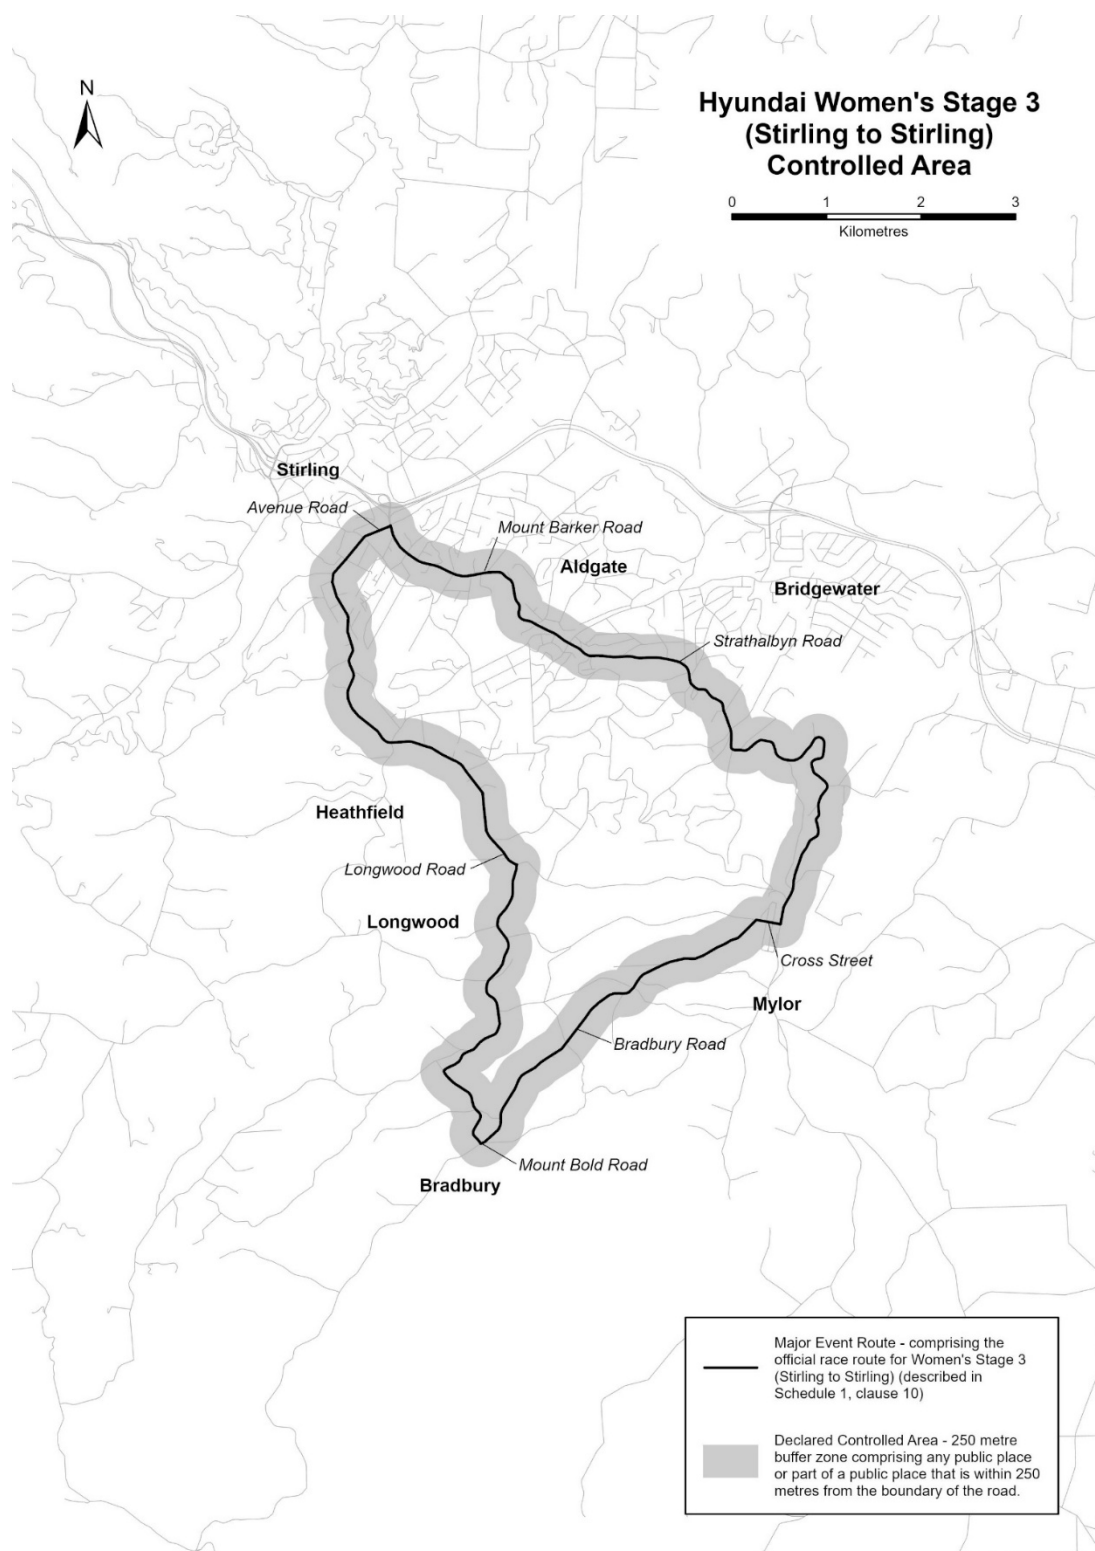 N
Hyundai Women's Stage 3
(Stirling to Stirling)
Controlled Area
0 1 2 3
Kilometres
Stirling
Avenue Road
Mount Barker Road
Aldgate
Bridgewater
Strathalbyn Road
Heathfield
Longwood Road
Longwood
Cross Street
Mylor
Bradbury Road
Mount Bold Road
Bradbury
Major Event Route - comprising the
official race route for Women's Stage 3
(Stirling to Stirling) (described in
Schedule 1, clause 10)
Declared Controlled Area - 250 metre
buffer zone comprising any public place
or part of a public place that is within 250
metres from the boundary of the road.